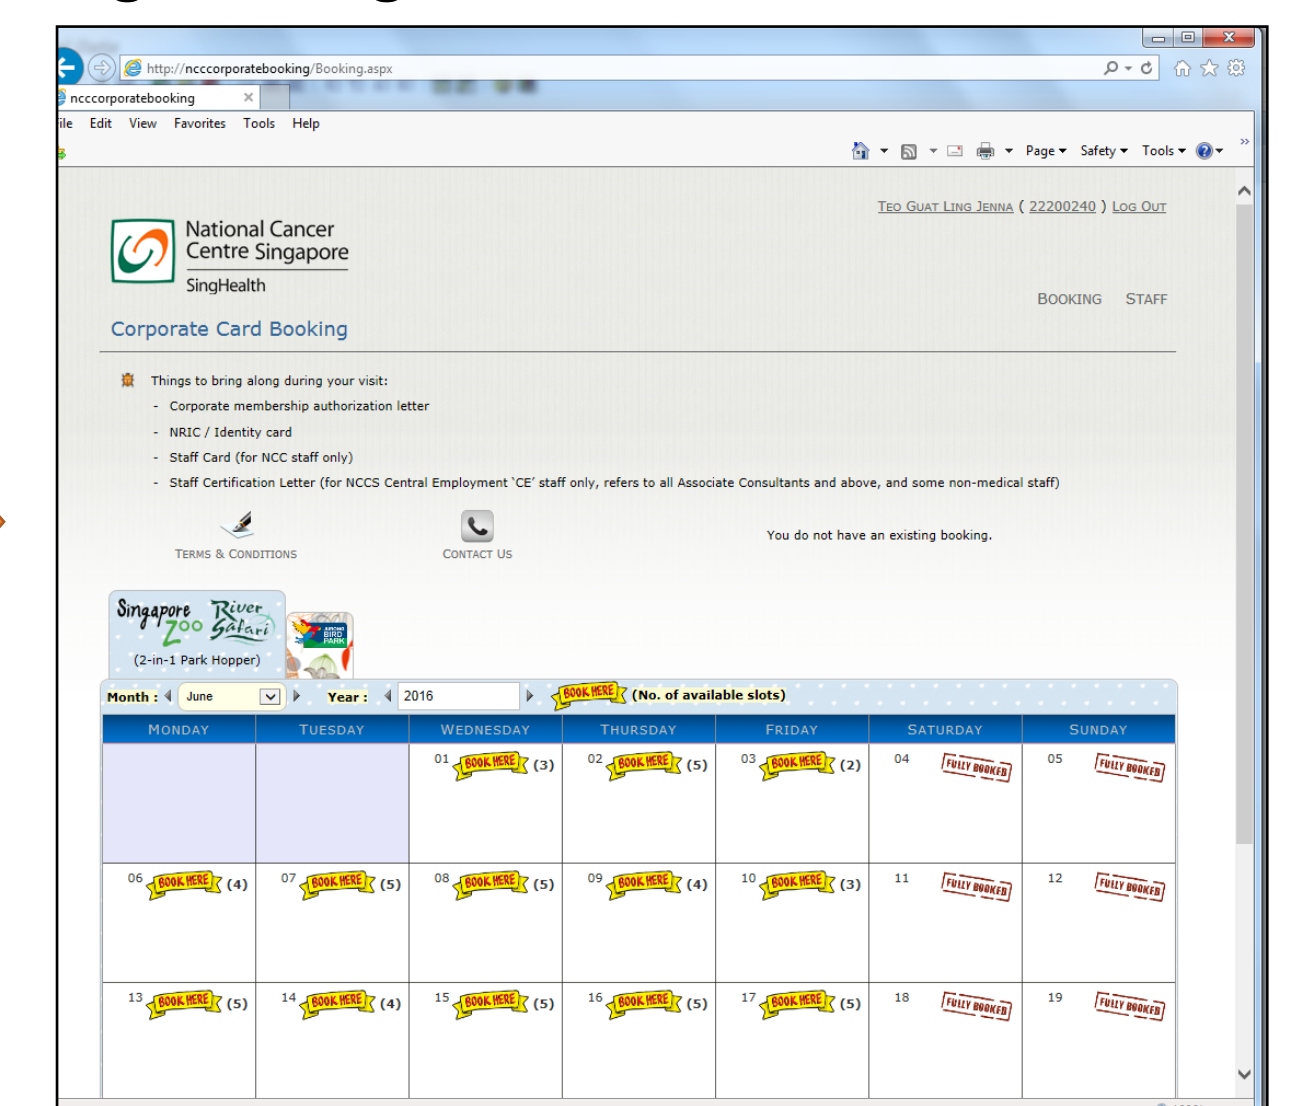 http://ncccorporatebooking/Booking.aspx
ncccorporatebooking
Edit View Favorites Tools Help
Page Safety Tools
TEO GUAT LING JENNA ( 22200240 ) LOG OUT
National Cancer
Centre Singapore
SingHealth
BOOKING STAFF
Corporate Card Booking
Things to bring along during your visit:
- Corporate membership authorization letter
- NRIC / Identity card
- Staff Card (for NCC staff only)
- Staff Certification Letter (for NCCS Central Employment `CE' staff only, refers to all Associate Consultants and above, and some non-medical staff)
You do not have an existing booking.
TERMS & CONDITIONS CONTACT US
Singapore Zoo River Safari
(2-in-1 Park Hopper)
JURONG BIRD PARK
Month : June Year : 2016 BOOK HERE (No. of available slots)
MONDAY TUESDAY WEDNESDAY THURSDAY FRIDAY SATURDAY SUNDAY
01 BOOK HERE (3) 02 BOOK HERE (5) 03 BOOK HERE (2) 04 FULLY BOOKED 05 FULLY BOOKED
06 BOOK HERE (4) 07 BOOK HERE (5) 08 BOOK HERE (5) 09 BOOK HERE (4) 10 BOOK HERE (3) 11 FULLY BOOKED 12 FULLY BOOKED
13 BOOK HERE (5) 14 BOOK HERE (4) 15 BOOK HERE (5) 16 BOOK HERE (5) 17 BOOK HERE (5) 18 FULLY BOOKED 19 FULLY BOOKED